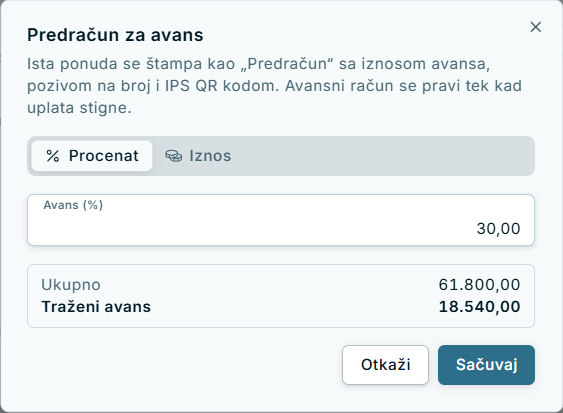 Predračun za avans
Ista ponuda se štampa kao „Predračun“ sa iznosom avansa,
pozivom na broj i IPS QR kodom. Avansni račun se pravi tek kad
uplata stigne.
% Procenat
Iznos
Avans (%)
30,00
Ukupno 61.800,00
Traženi avans 18.540,00
Otkaži
Sačuvaj